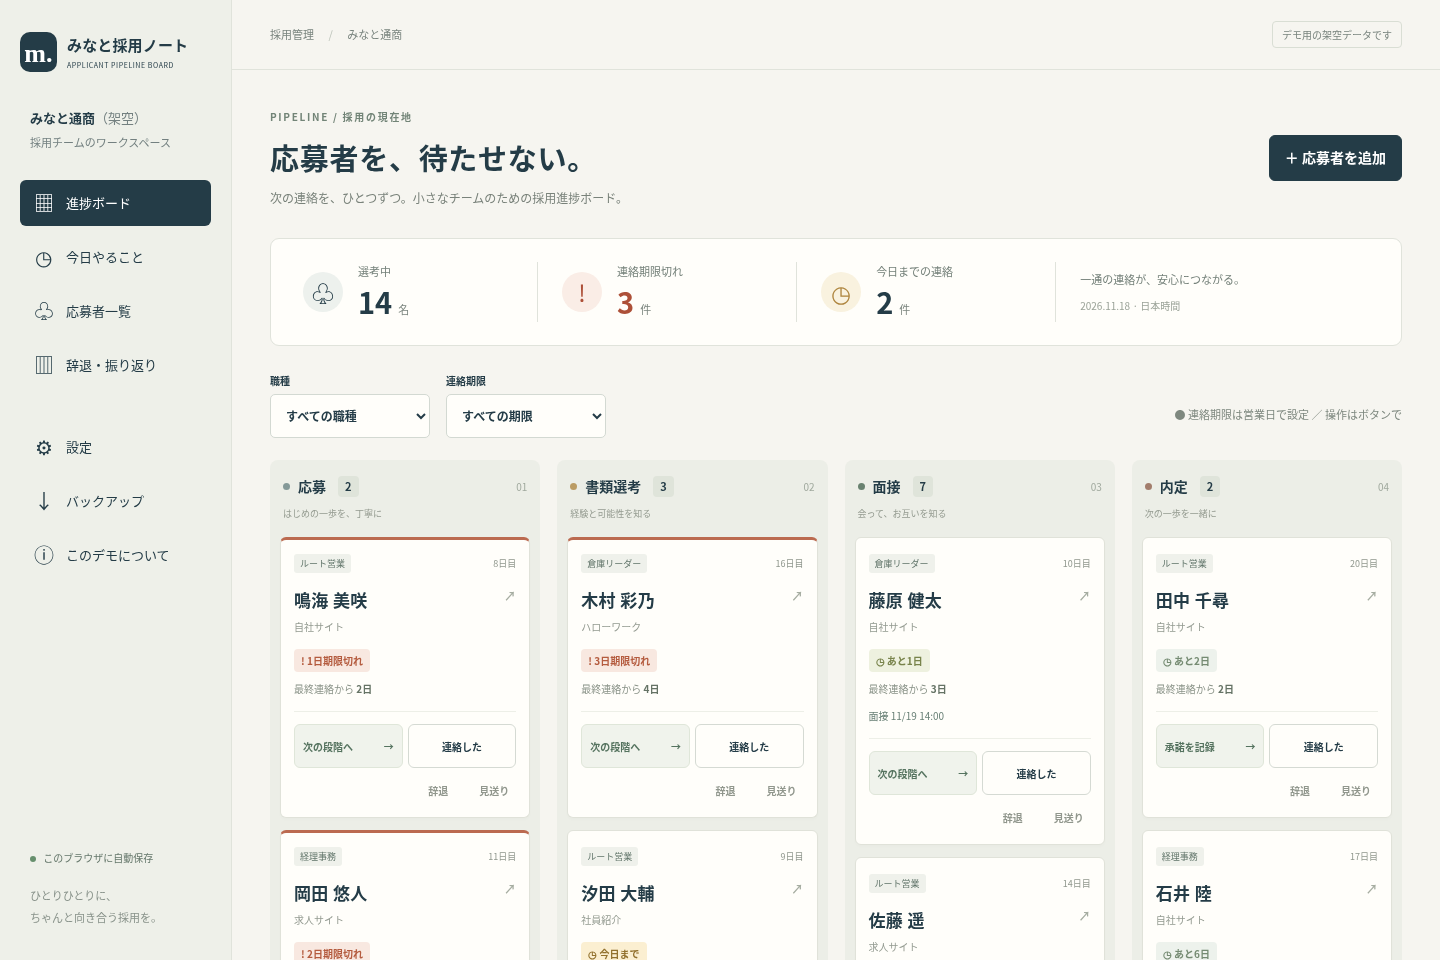 m.
みなと採用ノート
APPLICANT PIPELINE BOARD
みなと通商（架空）
採用チームのワークスペース
進捗ボード
今日やること
応募者一覧
辞退・振り返り
設定
バックアップ
このデモについて
このブラウザに自動保存
ひとりひとりに、
ちゃんと向き合う採用を。
採用管理 / みなと通商
デモ用の架空データです
PIPELINE / 採用の現在地
応募者を、待たせない。
次の連絡を、ひとつずつ。小さなチームのための採用進捗ボード。
＋ 応募者を追加
選考中
14 名
連絡期限切れ
3 件
今日までの連絡
2 件
一通の連絡が、安心につながる。
2026.11.18・日本時間
職種
すべての職種
連絡期限
すべての期限
連絡期限は営業日で設定 ／ 操作はボタンで
応募 2 01
はじめの一歩を、丁寧に
ルート営業 8日目
鳴海 美咲 ↗
自社サイト
! 1日期限切れ
最終連絡から 2日
次の段階へ → 連絡した
辞退 見送り
経理事務 11日目
岡田 悠人 ↗
求人サイト
! 2日期限切れ
書類選考 3 02
経験と可能性を知る
倉庫リーダー 16日目
木村 彩乃 ↗
ハローワーク
! 3日期限切れ
最終連絡から 4日
次の段階へ → 連絡した
辞退 見送り
ルート営業 9日目
汐田 大輔 ↗
社員紹介
今日まで
面接 7 03
会って、お互いを知る
倉庫リーダー 10日目
藤原 健太 ↗
自社サイト
あと1日
最終連絡から 3日
面接 11/19 14:00
次の段階へ → 連絡した
辞退 見送り
ルート営業 14日目
佐藤 遥 ↗
求人サイト
内定 2 04
次の一歩を一緒に
ルート営業 20日目
田中 千尋 ↗
自社サイト
あと2日
最終連絡から 2日
承諾を記録 → 連絡した
辞退 見送り
経理事務 17日目
石井 陸 ↗
自社サイト
あと6日